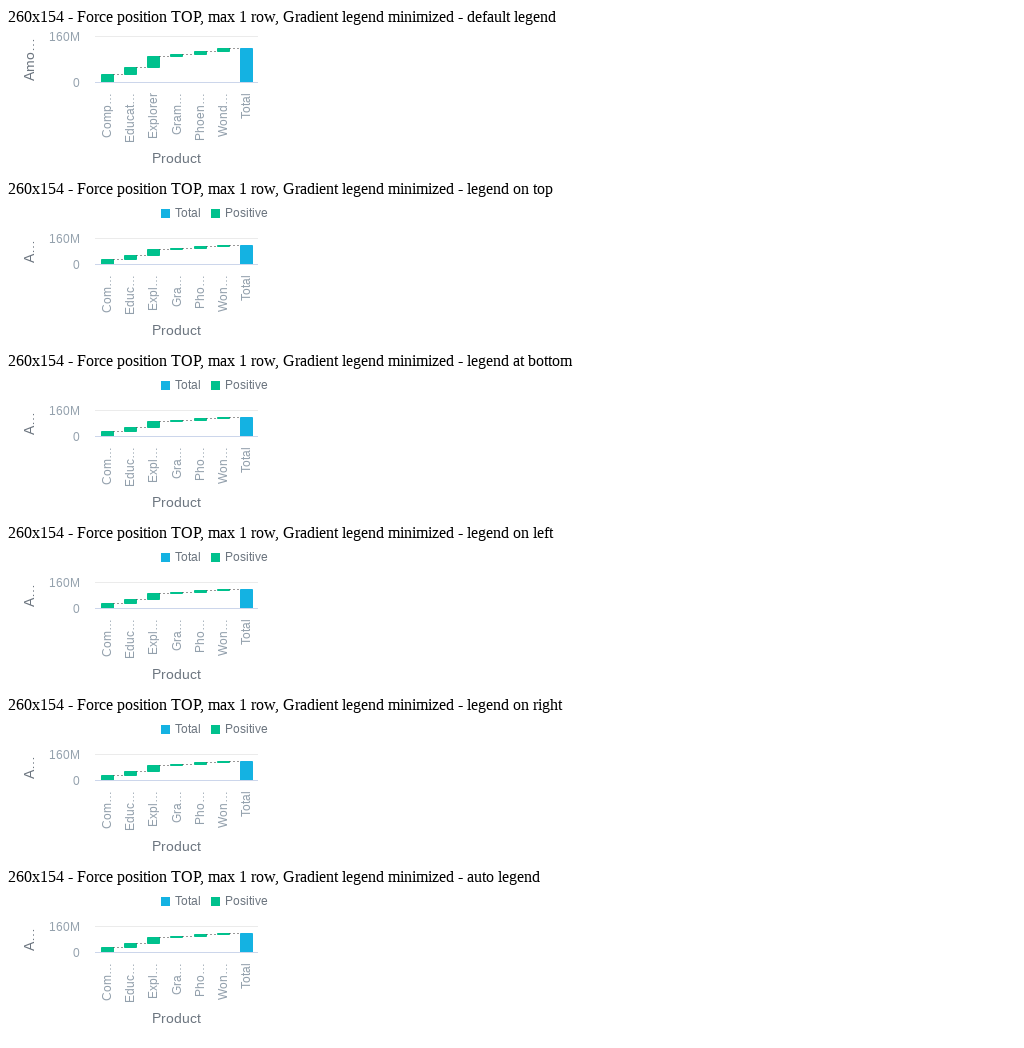 260x154 - Force position TOP, max 1 row, Gradient legend minimized - default legend
160M
0
Amo...
Comp...
Educat...
Explorer
Gram...
Phoen...
Wond...
Total
Product
260x154 - Force position TOP, max 1 row, Gradient legend minimized - legend on top
Total Positive
160M
0
A...
Com...
Educ...
Expl...
Gra...
Pho...
Won...
Total
Product
260x154 - Force position TOP, max 1 row, Gradient legend minimized - legend at bottom
Total Positive
160M
0
A...
Com...
Educ...
Expl...
Gra...
Pho...
Won...
Total
Product
260x154 - Force position TOP, max 1 row, Gradient legend minimized - legend on left
Total Positive
160M
0
A...
Com...
Educ...
Expl...
Gra...
Pho...
Won...
Total
Product
260x154 - Force position TOP, max 1 row, Gradient legend minimized - legend on right
Total Positive
160M
0
A...
Com...
Educ...
Expl...
Gra...
Pho...
Won...
Total
Product
260x154 - Force position TOP, max 1 row, Gradient legend minimized - auto legend
Total Positive
160M
0
A...
Com...
Educ...
Expl...
Gra...
Pho...
Won...
Total
Product